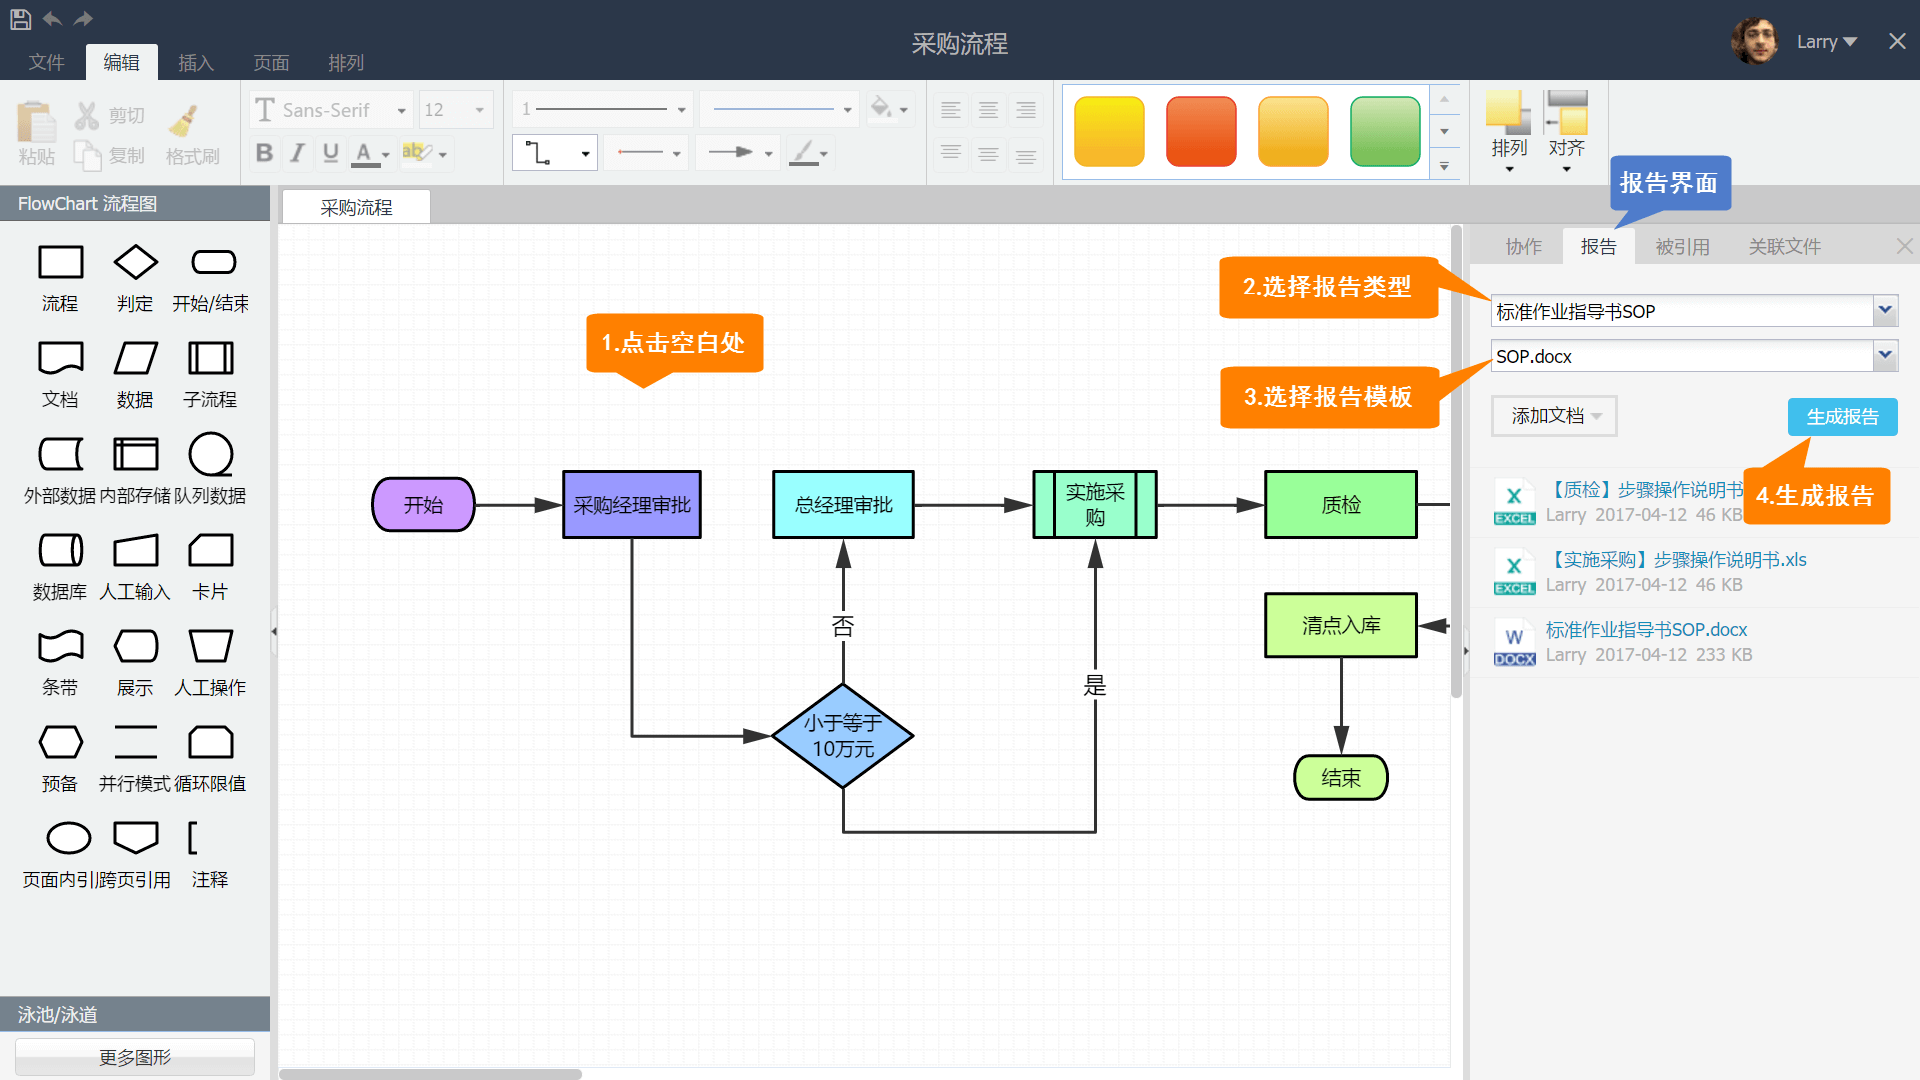 采购流程
Larry
文件 编辑 插入 页面 排列
粘贴 剪切 复制 格式刷
Sans-Serif 12
B I U A ab
1
排列 对齐
报告界面
FlowChart 流程图
流程 判定 开始/结束
文档 数据 子流程
外部数据 内部存储 队列数据
数据库 人工输入 卡片
条带 展示 人工操作
预备 并行模式 循环限值
页面内引 跨页引用 注释
泳池/泳道
更多图形
采购流程
1.点击空白处
开始
采购经理审批
总经理审批
实施采
购
质检
否
是
小于等于
10万元
清点入库
结束
协作 报告 被引用 关联文件
2.选择报告类型
标准作业指导书SOP
SOP.docx
3.选择报告模板
添加文档
生成报告
4.生成报告
X EXCEL
【质检】步骤操作说明书
Larry 2017-04-12 46 KB
X EXCEL
【实施采购】步骤操作说明书.xls
Larry 2017-04-12 46 KB
W DOCX
标准作业指导书SOP.docx
Larry 2017-04-12 233 KB